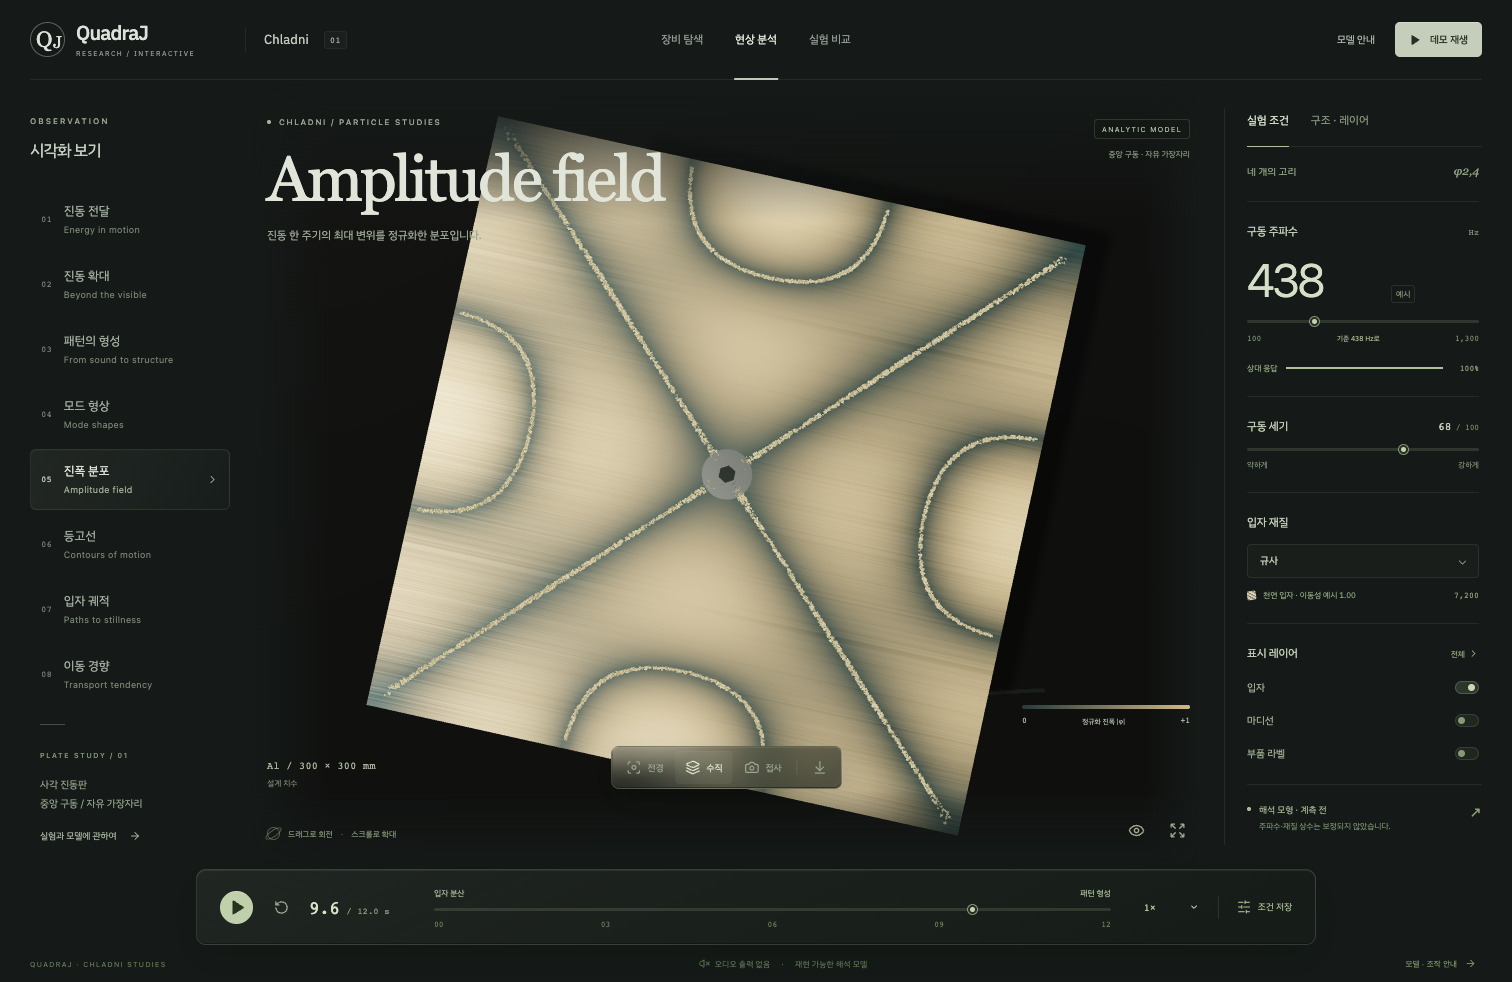 QJ
QuadraJ
RESEARCH / INTERACTIVE
Chladni 01
장비 탐색
현상 분석
실험 비교
모델 안내
데모 재생
OBSERVATION
시각화 보기
01 진동 전달
Energy in motion
02 진동 확대
Beyond the visible
03 패턴의 형성
From sound to structure
04 모드 형상
Mode shapes
05 진폭 분포
Amplitude field
06 등고선
Contours of motion
07 입자 궤적
Paths to stillness
08 이동 경향
Transport tendency
PLATE STUDY / 01
사각 진동판
중앙 구동 / 자유 가장자리
실험과 모델에 관하여
CHLADNI / PARTICLE STUDIES
Amplitude field
진동 한 주기의 최대 변위를 정규화한 분포입니다.
ANALYTIC MODEL
중앙 구동 · 자유 가장자리
0 정규화 진폭 |φ| +1
Al / 300 × 300 mm
설계 치수
전경
수직
접사
드래그로 회전 · 스크롤로 확대
실험 조건
구조 · 레이어
네 개의 고리 φ2,4
구동 주파수 Hz
438 예시
100 기준 438 Hz로 1,300
상대 응답 100%
구동 세기 68 / 100
약하게 강하게
입자 재질
규사
천연 입자 · 이동성 예시 1.00 7,200
표시 레이어 전체
입자
마디선
부품 라벨
해석 모형 · 계측 전
주파수·재질 상수는 보정되지 않았습니다.
9.6 / 12.0 s
입자 분산 패턴 형성
00 03 06 09 12
1×
조건 저장
QUADRAJ · CHLADNI STUDIES
오디오 출력 없음 · 재현 가능한 해석 모델
모델 · 조작 안내